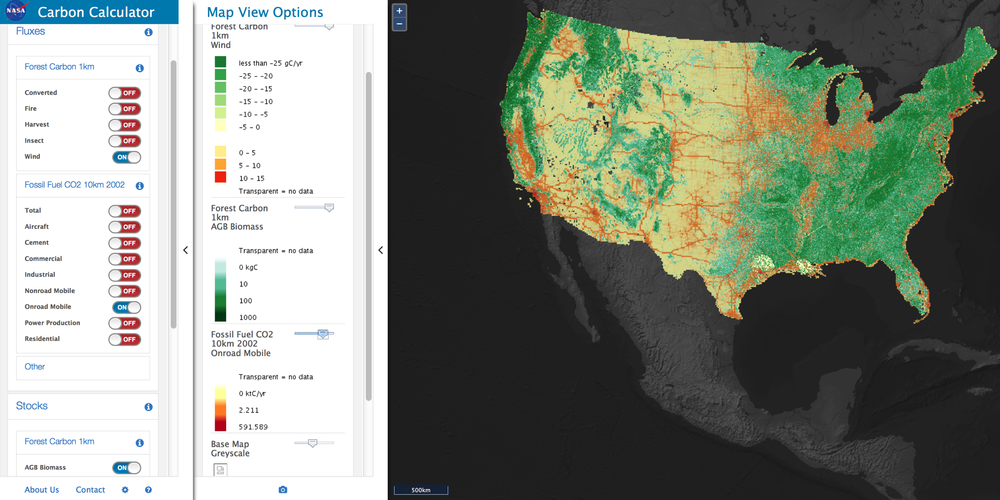 NASA
Carbon Calculator
Fluxes
Forest Carbon 1km
Converted
OFF
Fire
OFF
Harvest
OFF
Insect
OFF
Wind
ON
Fossil Fuel CO2 10km 2002
Total
OFF
Aircraft
OFF
Cement
OFF
Commercial
OFF
Industrial
OFF
Nonroad Mobile
OFF
Onroad Mobile
ON
Power Production
OFF
Residential
OFF
Other
Stocks
Forest Carbon 1km
AGB Biomass
ON
About Us
Contact
Map View Options
Forest Carbon
1km
Wind
less than -25 gC/yr
-25 - -20
-20 - -15
-15 - -10
-10 - -5
-5 - 0
0 - 5
5 - 10
10 - 15
Transparent = no data
Forest Carbon
1km
AGB Biomass
Transparent = no data
0 kgC
10
100
1000
Fossil Fuel CO2
10km 2002
Onroad Mobile
Transparent = no data
0 ktC/yr
2.211
591.589
Base Map
Greyscale
+
−
500km